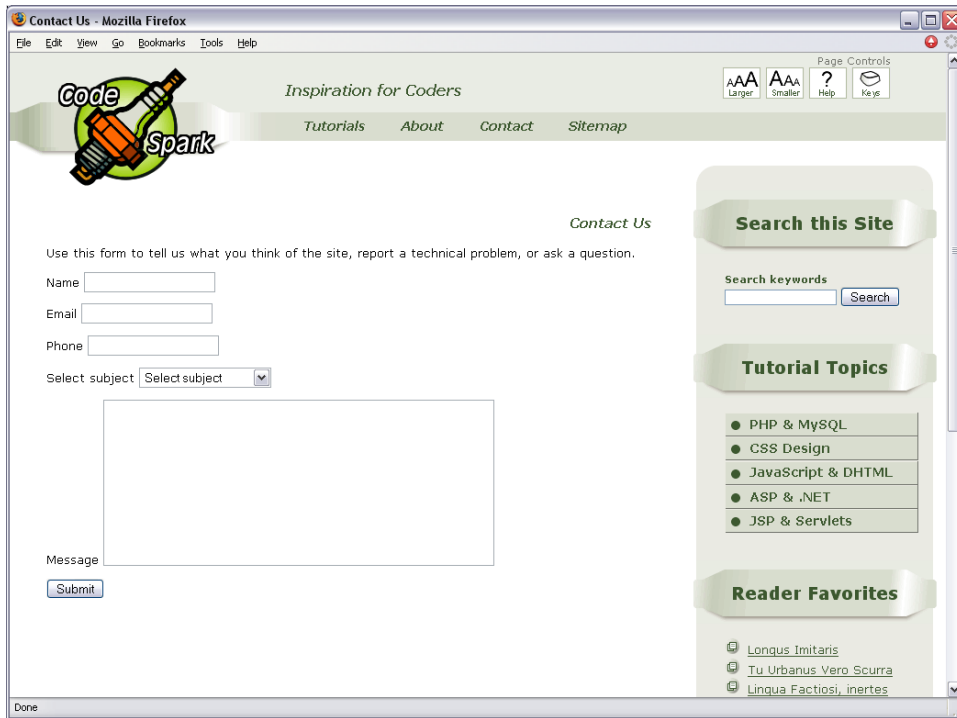 Contact Us - Mozilla Firefox
File Edit View Go Bookmarks Tools Help
Code Spark
Inspiration for Coders
Page Controls
AAA Larger
AAA Smaller
? Help
Keys
Tutorials About Contact Sitemap
Contact Us
Use this form to tell us what you think of the site, report a technical problem, or ask a question.
Name
Email
Phone
Select subject Select subject
Message
Submit
Search this Site
Search keywords
Search
Tutorial Topics
PHP & MySQL
CSS Design
JavaScript & DHTML
ASP & .NET
JSP & Servlets
Reader Favorites
Longus Imitaris
Tu Urbanus Vero Scurra
Lingua Factiosi, inertes
Done